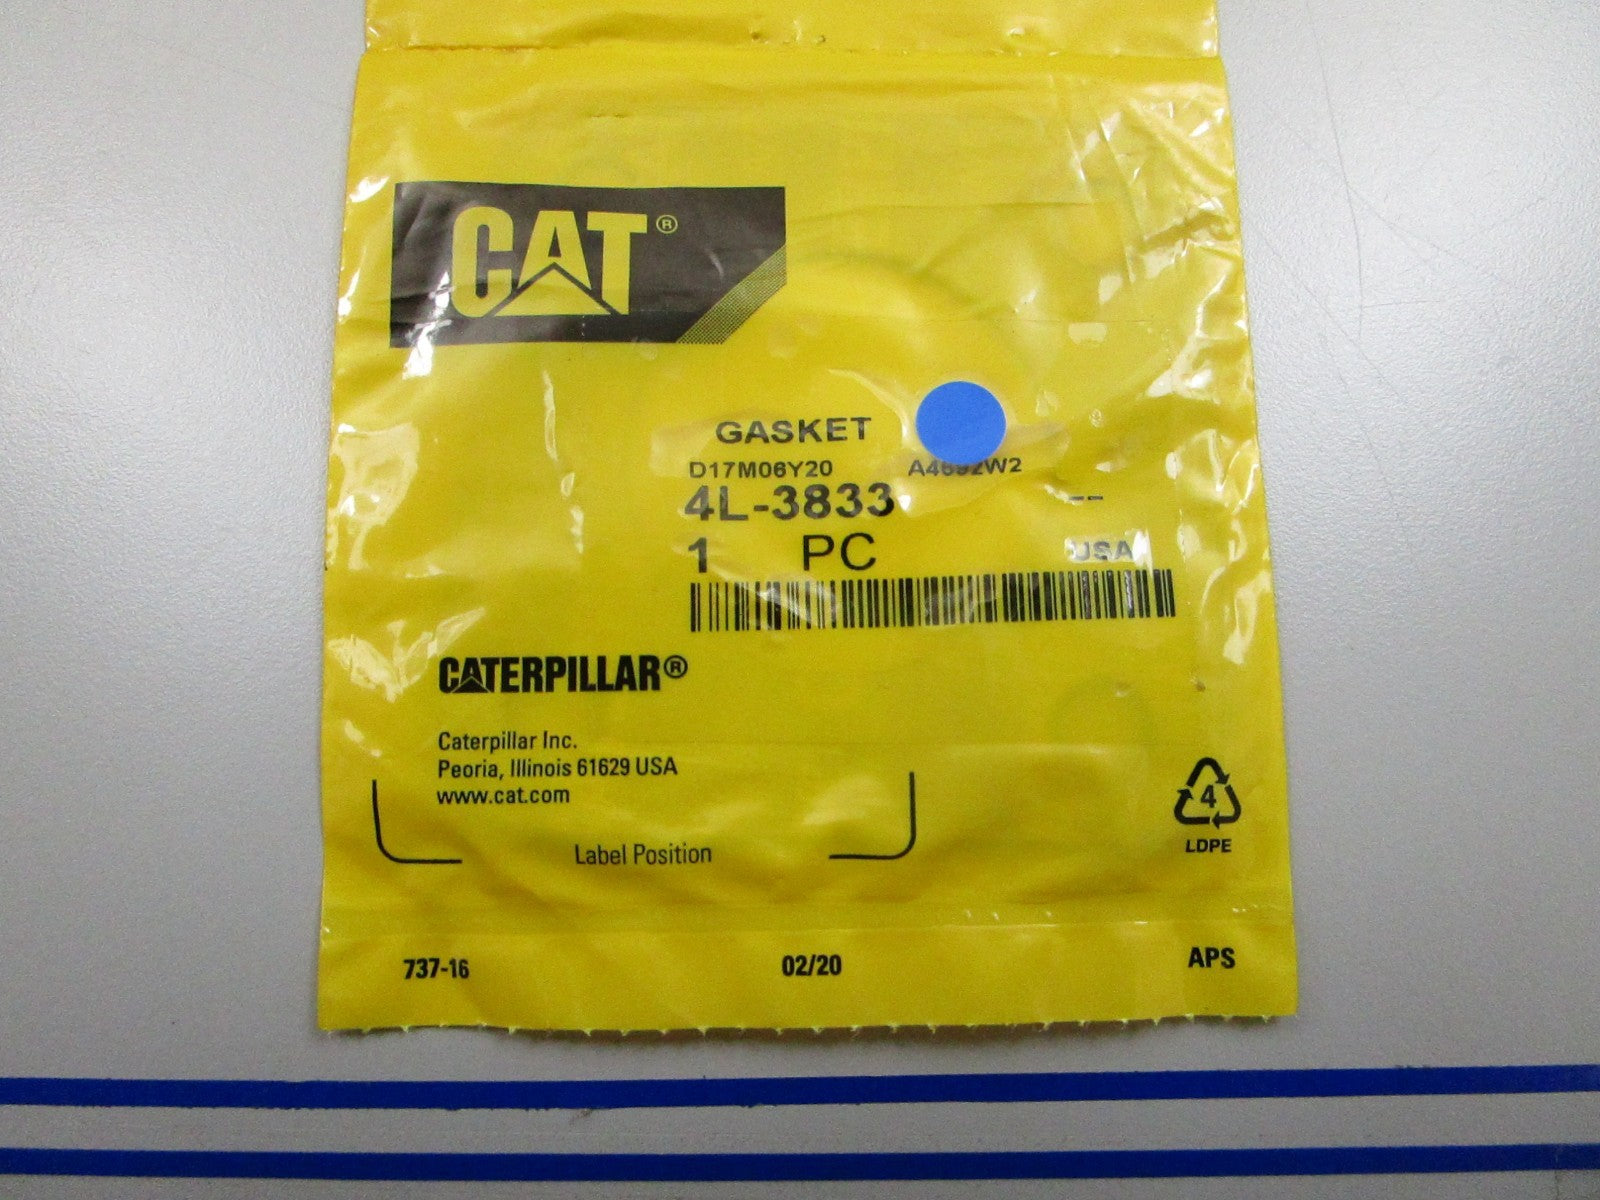 CAT®
GASKET
D17M06Y20
4L-3833 --
1 PC USA
CATERPILLAR®
Caterpillar Inc.
Peoria, Illinois 61629 USA
www.cat.com
Label Position
4
LDPE
737-16 02/20 APS